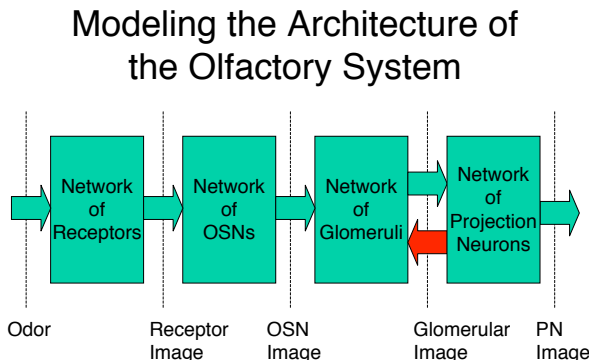 Modeling the Architecture of
the Olfactory System
Network
of
Receptors
Network
of
OSNs
Network
of
Glomeruli
Network
of
Projection
Neurons
Odor
Receptor
Image
OSN
Image
Glomerular
Image
PN
Image